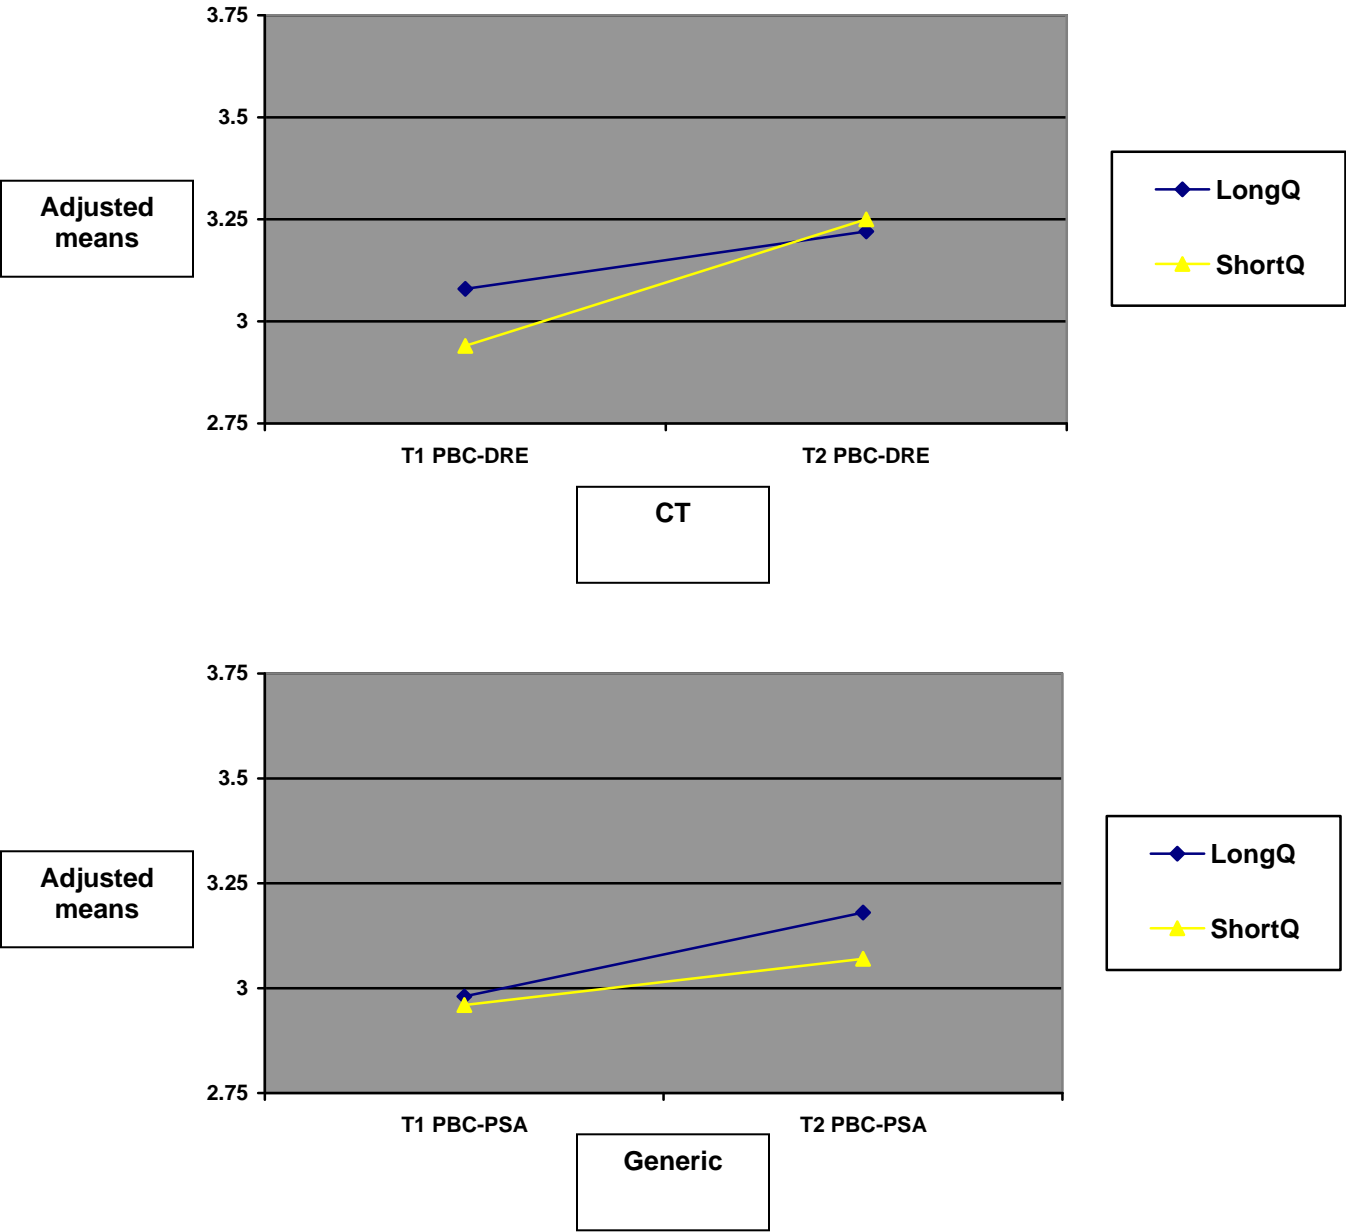 3.75
3.5
3.25
3
2.75
Adjusted
means
T1 PBC-DRE
T2 PBC-DRE
CT
LongQ
ShortQ
3.75
3.5
3.25
3
2.75
Adjusted
means
T1 PBC-PSA
T2 PBC-PSA
Generic
LongQ
ShortQ